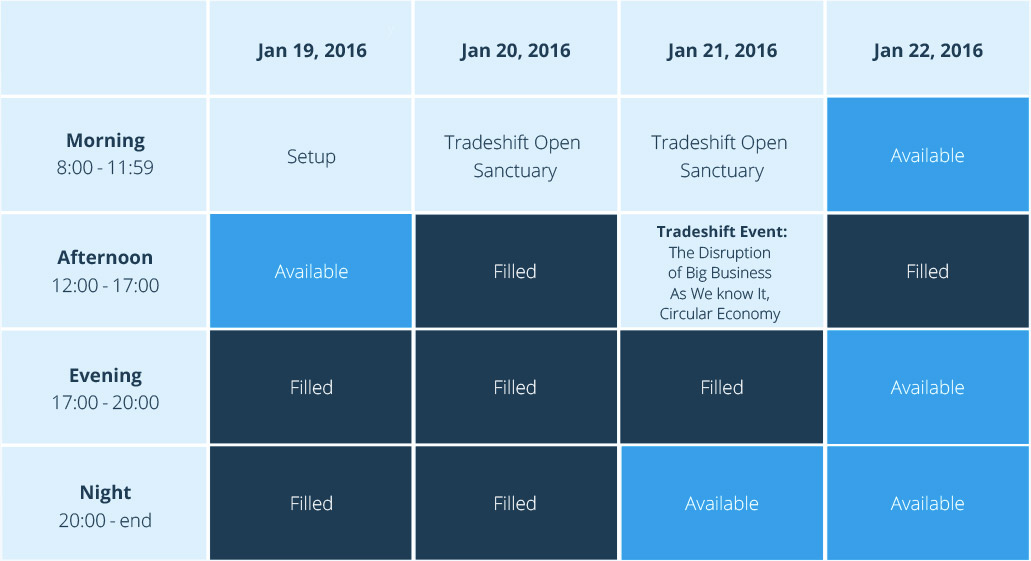 Jan 19, 2016
Jan 20, 2016
Jan 21, 2016
Jan 22, 2016
Morning
8:00 - 11:59
Setup
Tradeshift Open
Sanctuary
Tradeshift Open
Sanctuary
Available
Afternoon
12:00 - 17:00
Available
Filled
Tradeshift Event:
The Disruption
of Big Business
As We know It,
Circular Economy
Filled
Evening
17:00 - 20:00
Filled
Filled
Filled
Available
Night
20:00 - end
Filled
Filled
Available
Available